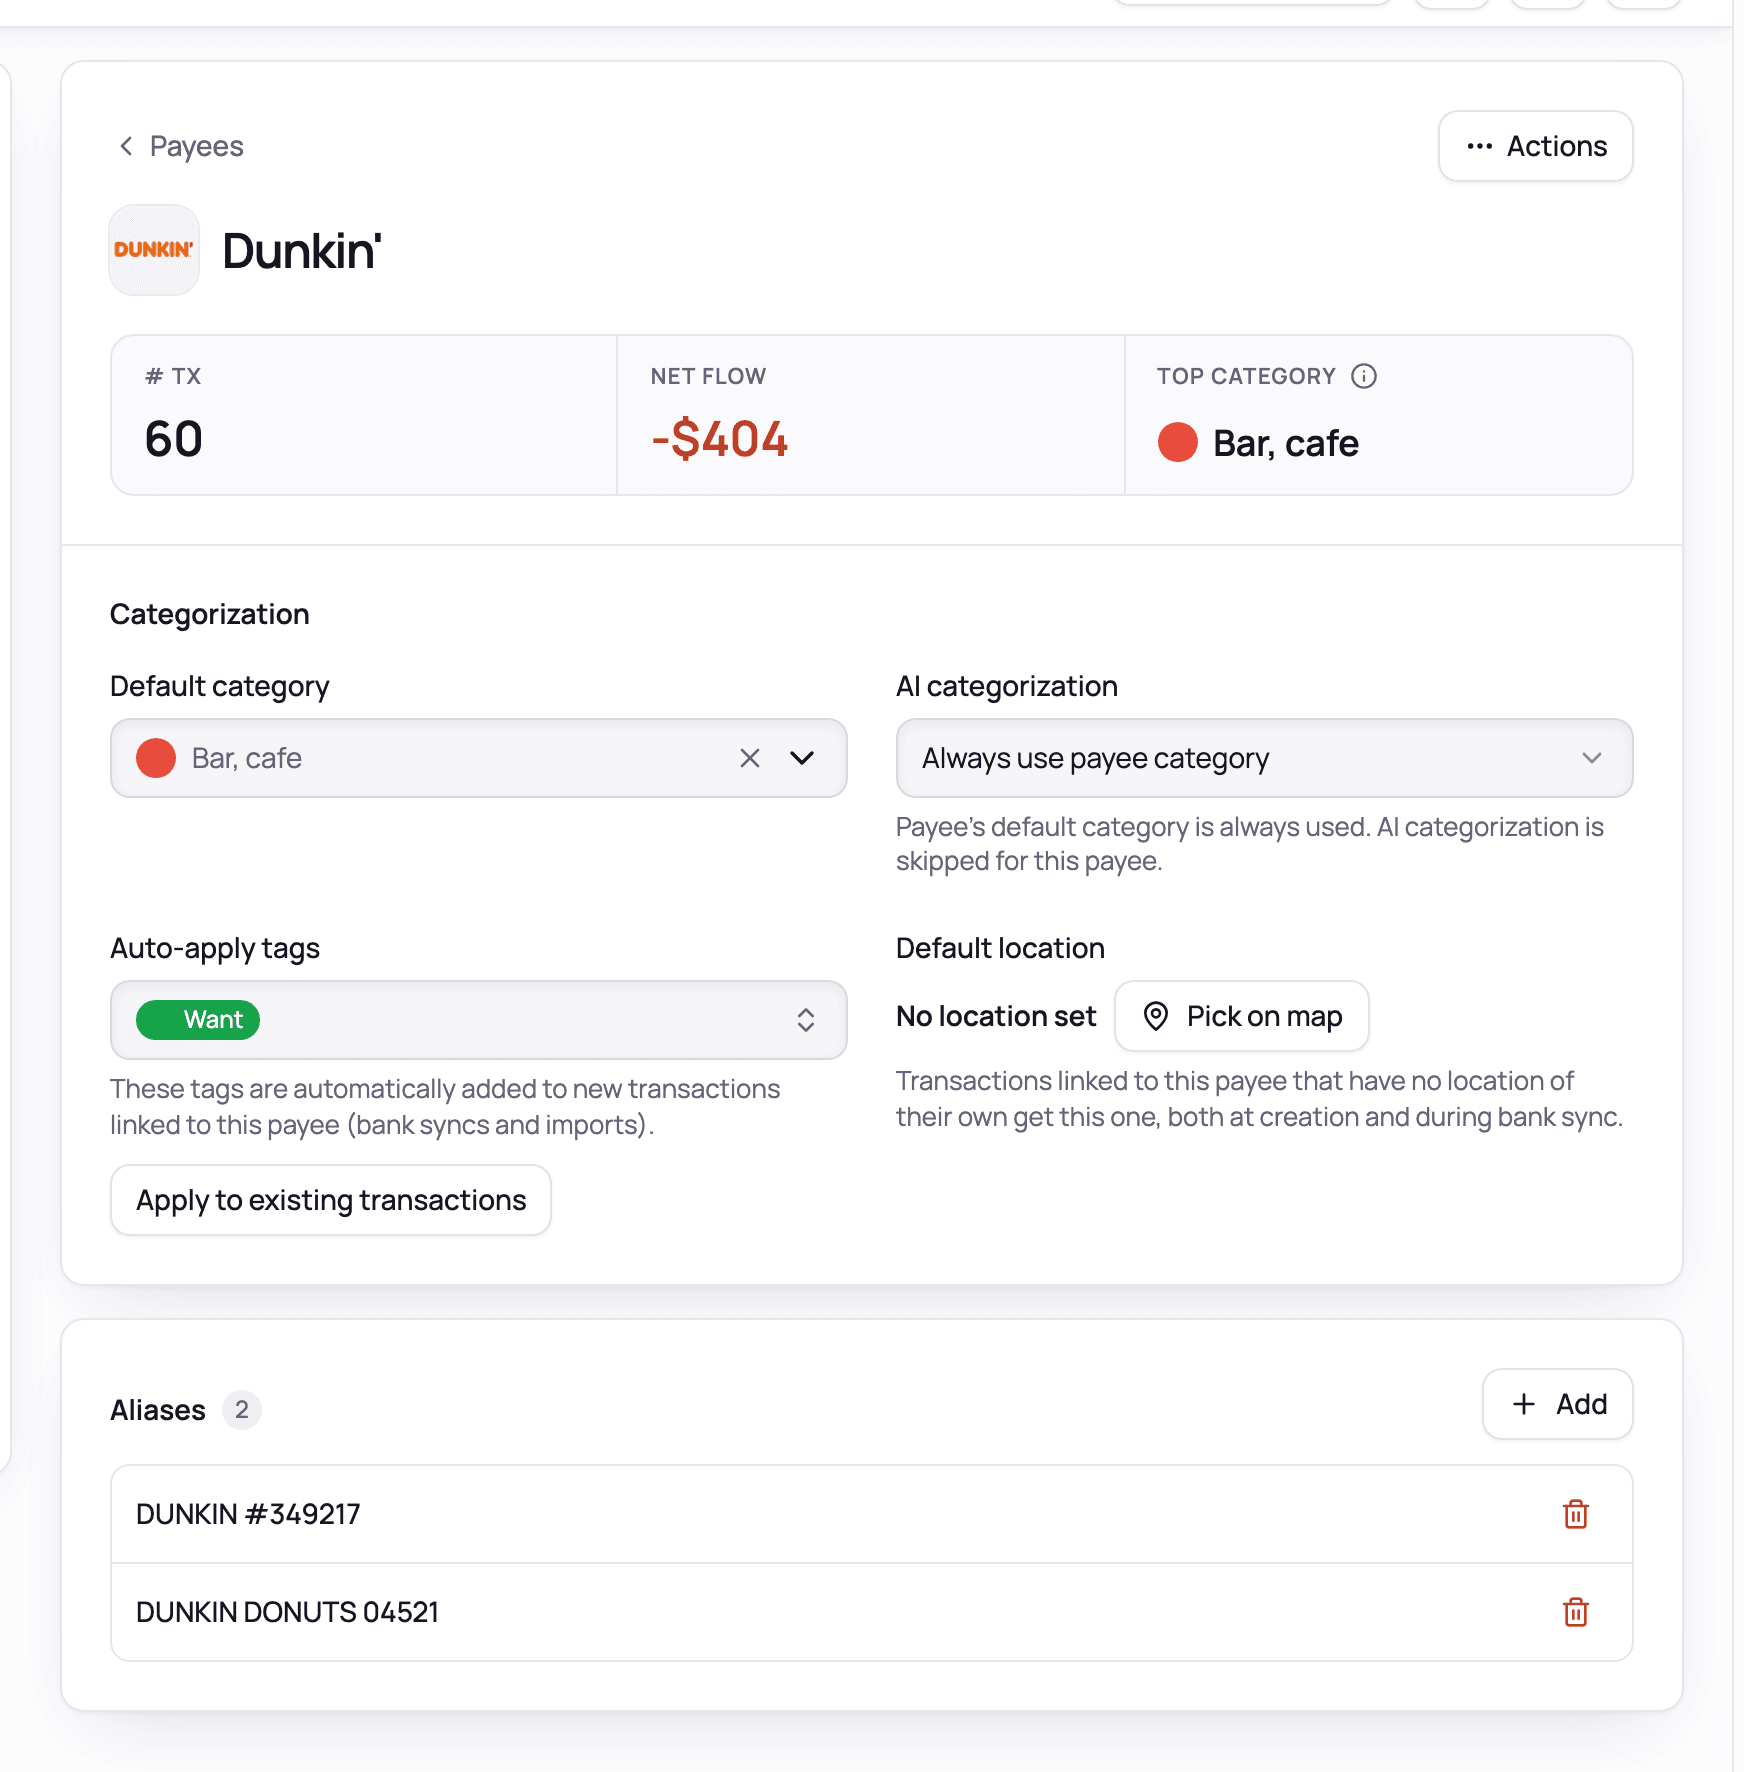 Payees
Actions
DUNKIN'
Dunkin'
# TX
NET FLOW
TOP CATEGORY
60
-$404
Bar, cafe
Categorization
Default category
AI categorization
Bar, cafe
Always use payee category
Payee's default category is always used. AI categorization is
skipped for this payee.
Auto-apply tags
Default location
Want
No location set
Pick on map
These tags are automatically added to new transactions
linked to this payee (bank syncs and imports).
Transactions linked to this payee that have no location of
their own get this one, both at creation and during bank sync.
Apply to existing transactions
Aliases 2
Add
DUNKIN #349217
DUNKIN DONUTS 04521